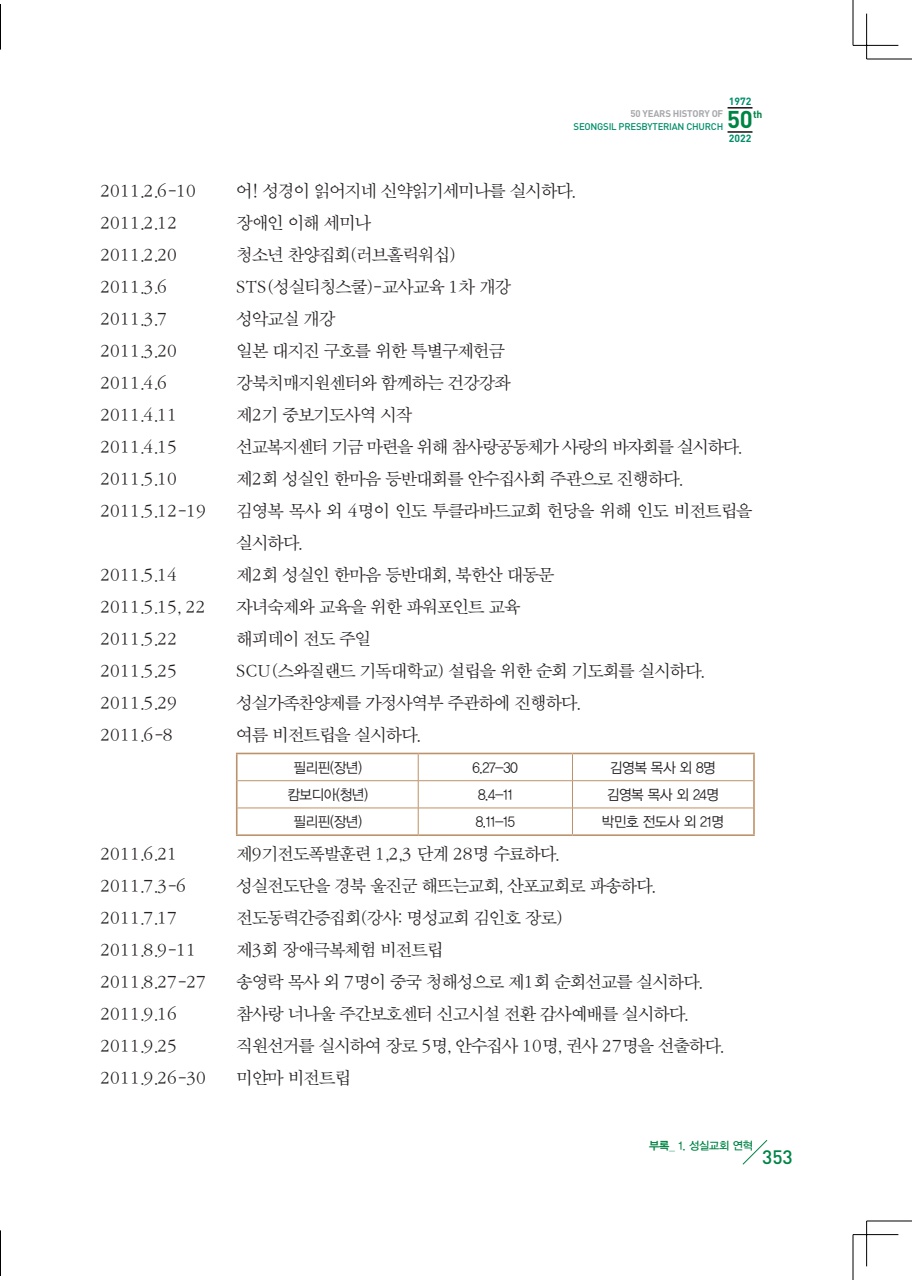 1972
50 YEARS HISTORY OF
SEONGSIL PRESBYTERIAN CHURCH
50th
2022
2011.2.6-10 어! 성경이 읽어지네 신약읽기세미나를 실시하다.
2011.2.12 장애인 이해 세미나
2011.2.20 청소년 찬양집회(러브홀릭워십)
2011.3.6 STS(성실티칭스쿨)-교사교육 1차 개강
2011.3.7 성악교실 개강
2011.3.20 일본 대지진 구호를 위한 특별구제헌금
2011.4.6 강북치매지원센터와 함께하는 건강강좌
2011.4.11 제2기 중보기도사역 시작
2011.4.15 선교복지센터 기금 마련을 위해 참사랑공동체가 사랑의 바자회를 실시하다.
2011.5.10 제2회 성실인 한마음 등반대회를 안수집사회 주관으로 진행하다.
2011.5.12-19 김영복 목사 외 4명이 인도 투클라바드교회 헌당을 위해 인도 비전트립을
실시하다.
2011.5.14 제2회 성실인 한마음 등반대회, 북한산 대동문
2011.5.15, 22 자녀숙제와 교육을 위한 파워포인트 교육
2011.5.22 해피데이 전도 주일
2011.5.25 SCU(스와질랜드 기독대학교) 설립을 위한 순회 기도회를 실시하다.
2011.5.29 성실가족찬양제를 가정사역부 주관하에 진행하다.
2011.6-8 여름 비전트립을 실시하다.
필리핀(장년) 6.27-30 김영복 목사 외 8명
캄보디아(청년) 8.4-11 김영복 목사 외 24명
필리핀(장년) 8.11-15 박민호 전도사 외 21명
2011.6.21 제9기전도폭발훈련 1,2,3 단계 28명 수료하다.
2011.7.3-6 성실전도단을 경북 울진군 해뜨는교회, 산포교회로 파송하다.
2011.7.17 전도동력간증집회(강사: 명성교회 김인호 장로)
2011.8.9-11 제3회 장애극복체험 비전트립
2011.8.27-27 송영락 목사 외 7명이 중국 청해성으로 제1회 순회선교를 실시하다.
2011.9.16 참사랑 너나울 주간보호센터 신고시설 전환 감사예배를 실시하다.
2011.9.25 직원선거를 실시하여 장로 5명, 안수집사 10명, 권사 27명을 선출하다.
2011.9.26-30 미얀마 비전트립
부록_ 1. 성실교회 연혁 353